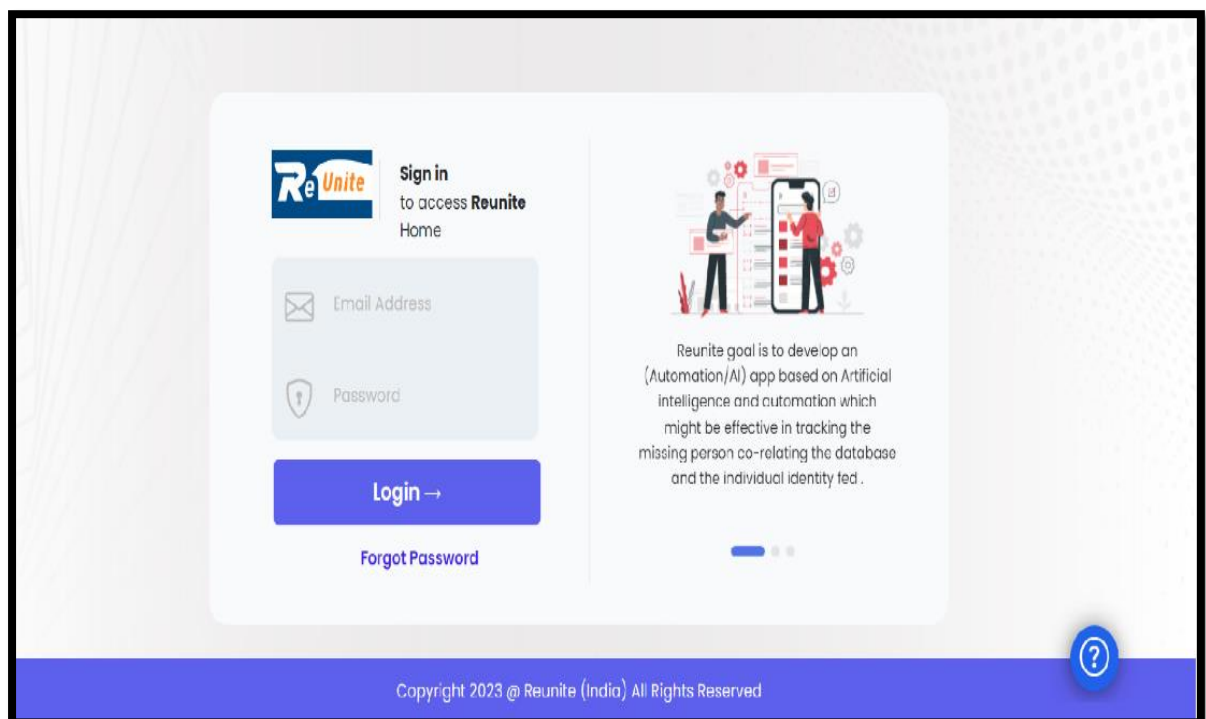 Re Unite
Sign in
to access Reunite
Home
Email Address
Password
Login →
Forgot Password
Reunite goal is to develop an
(Automation/AI) app based on Artificial
intelligence and automation which
might be effective in tracking the
missing person co-relating the database
and the individual identity fed .
?
Copyright 2023 @ Reunite (India) All Rights Reserved